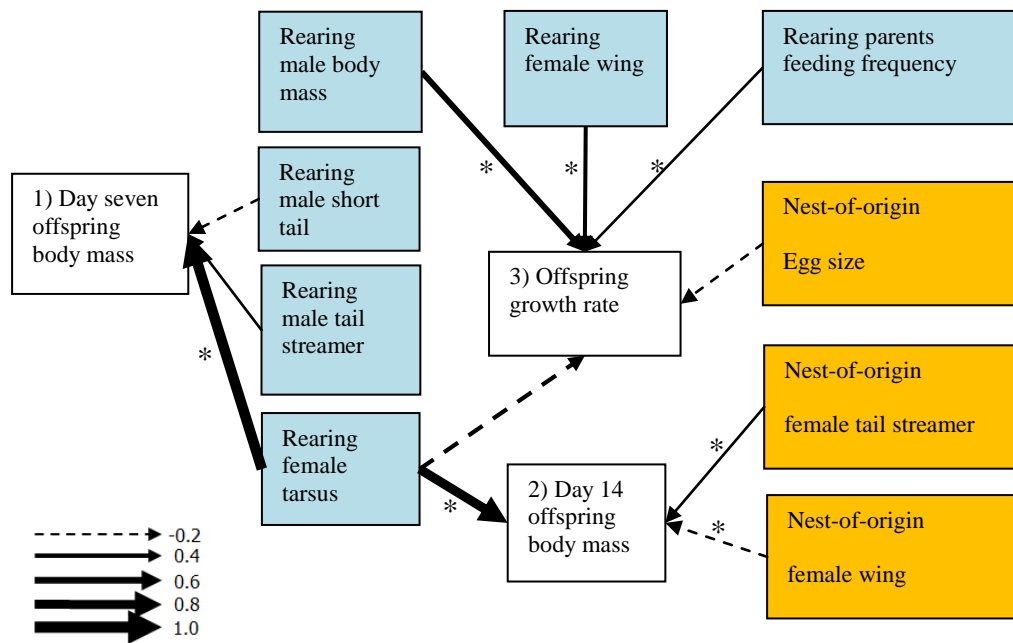 Rearing
male body
mass
Rearing
female wing
Rearing parents
feeding frequency
*
*
*
1) Day seven
offspring
body mass
Rearing
male short
tail
Nest-of-origin
Egg size
3) Offspring
growth rate
Rearing
male tail
streamer
*
Nest-of-origin
female tail streamer
*
Rearing
female
tarsus
*
2) Day 14
offspring
body mass
*
Nest-of-origin
female wing
-0.2
0.4
0.6
0.8
1.0